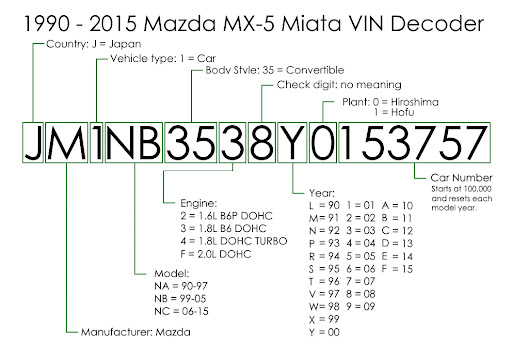 1990 - 2015 Mazda MX-5 Miata VIN Decoder
Country: J = Japan
Vehicle type: 1 = Car
Body Style: 35 = Convertible
Check digit: no meaning
Plant: 0 = Hiroshima
1 = Hofu
JM1NB3538Y0153757
Car Number
Starts at 100,000
and resets each
model year.
Engine:
2 = 1.6L B6P DOHC
3 = 1.8L B6 DOHC
4 = 1.8L DOHC TURBO
F = 2.0L DOHC
Year:
L = 90 1 = 01 A = 10
M= 91 2 = 02 B = 11
N = 92 3 = 03 C = 12
P = 93 4 = 04 D = 13
R = 94 5 = 05 E = 14
S = 95 6 = 06 F = 15
T = 96 7 = 07
V = 97 8 = 08
W= 98 9 = 09
X = 99
Y = 00
Model:
NA = 90-97
NB = 99-05
NC = 06-15
Manufacturer: Mazda